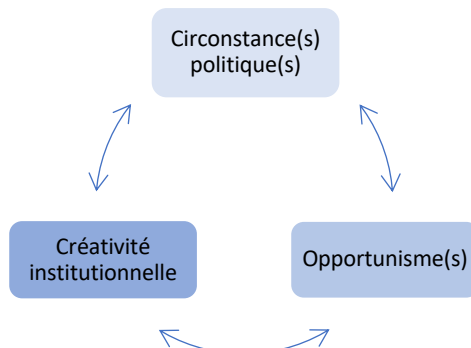 Circonstance(s)
politique(s)
Créativité
institutionnelle
Opportunisme(s)